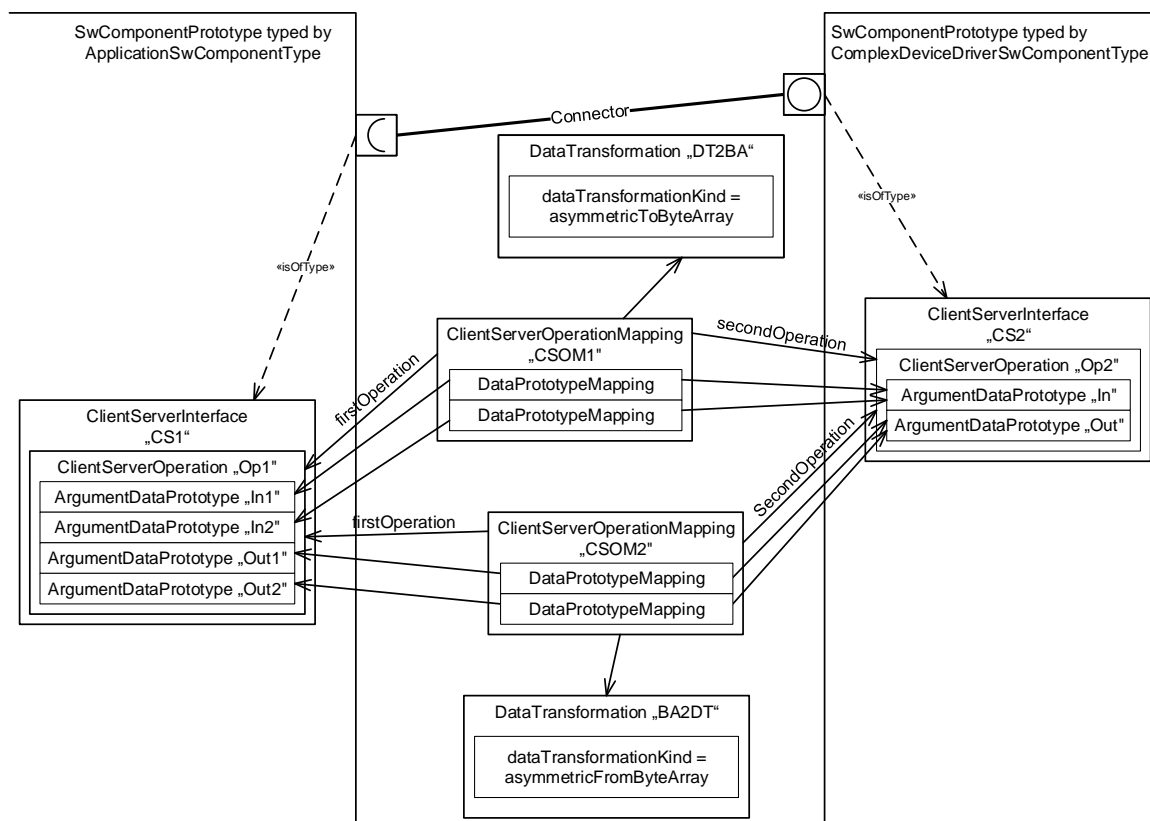 SwComponentPrototype typed by
ApplicationSwComponentType
SwComponentPrototype typed by
ComplexDeviceDriverSwComponentType
Connector
DataTransformation „DT2BA“
dataTransformationKind =
asymmetricToByteArray
«isOfType»
«isOfType»
ClientServerInterface
„CS2“
ClientServerOperation „Op2"
ArgumentDataPrototype „In"
ArgumentDataPrototype „Out"
ClientServerOperationMapping
„CSOM1"
DataPrototypeMapping
DataPrototypeMapping
secondOperation
firstOperation
ClientServerInterface
„CS1"
ClientServerOperation „Op1"
ArgumentDataPrototype „In1"
ArgumentDataPrototype „In2"
ArgumentDataPrototype „Out1"
ArgumentDataPrototype „Out2"
SecondOperation
firstOperation
ClientServerOperationMapping
„CSOM2"
DataPrototypeMapping
DataPrototypeMapping
DataTransformation „BA2DT“
dataTransformationKind =
asymmetricFromByteArray